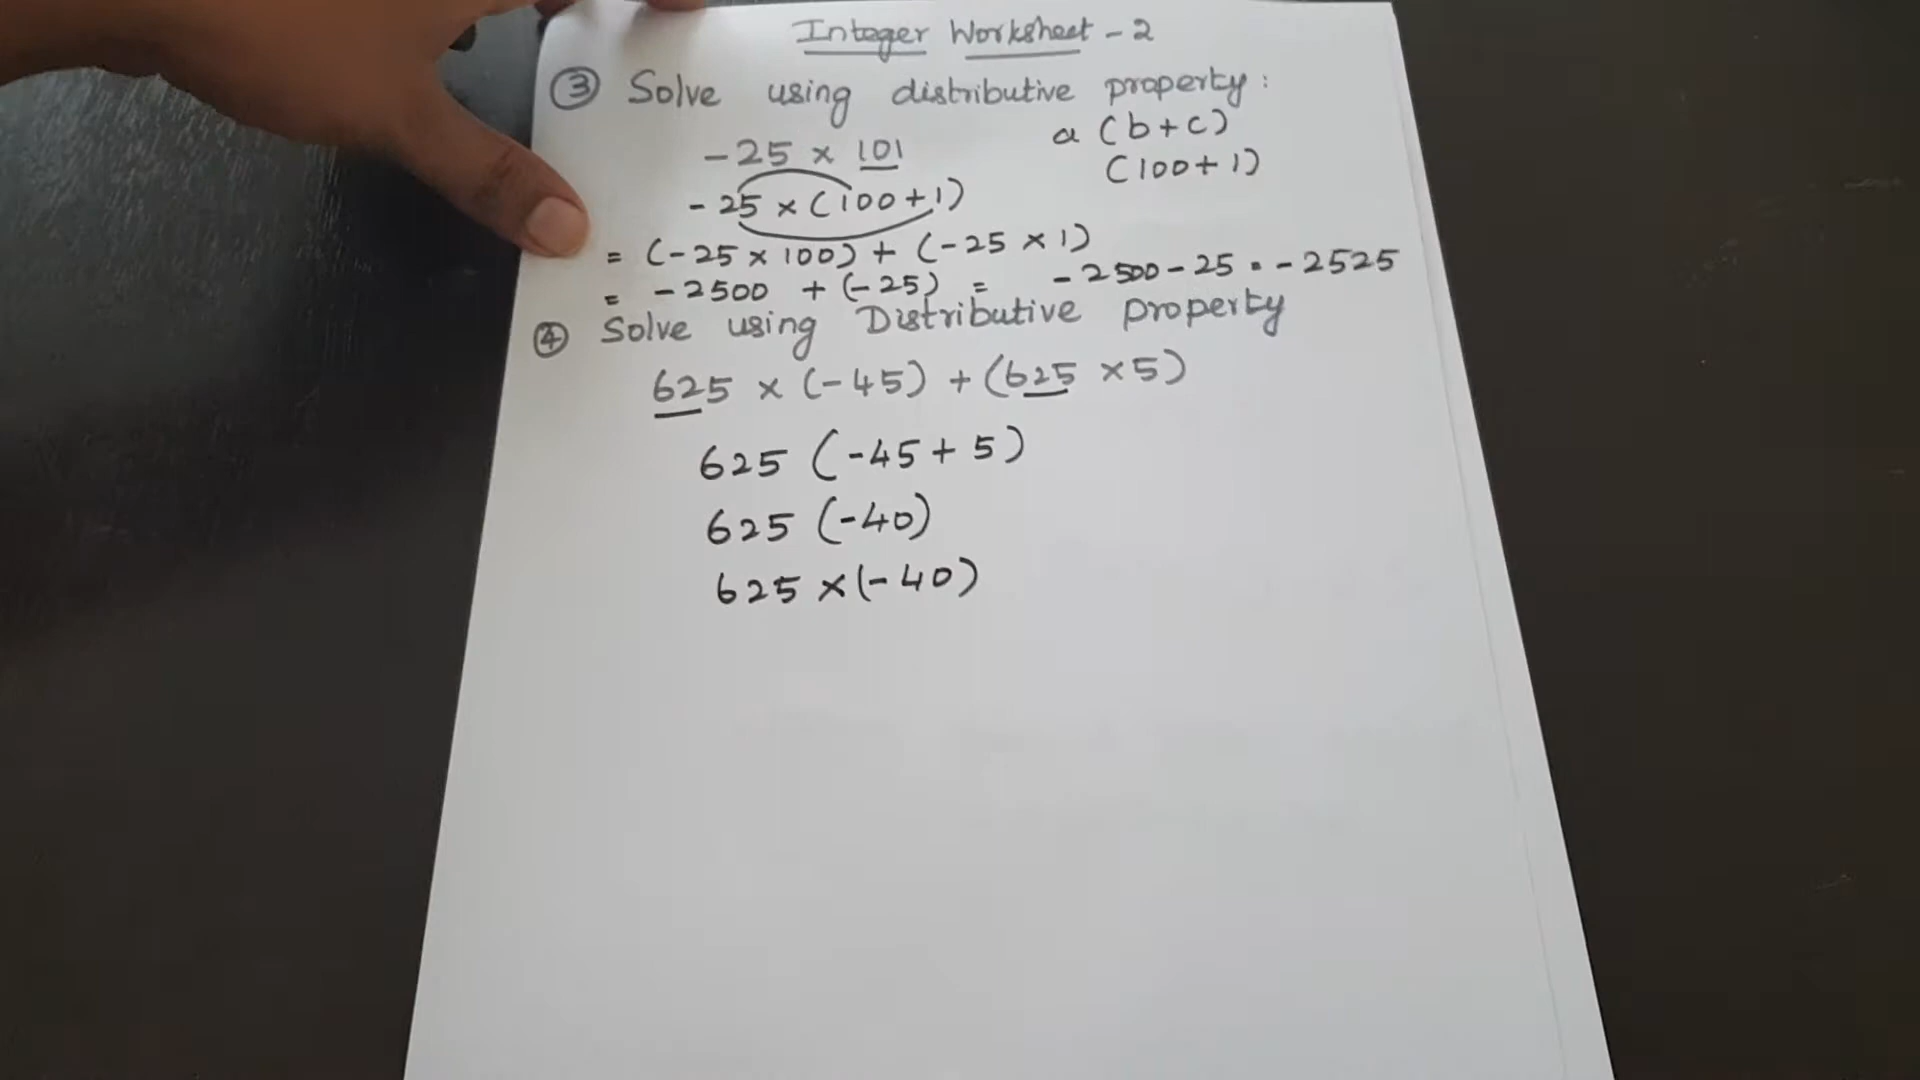 Integer Worksheet - 2
③ Solve using distributive property :
- 25 × 101
a (b + c)
(100 + 1)
- 25 × (100 + 1)
= (- 25 × 100) + (- 25 × 1)
= - 2500 + (- 25) = - 2500 - 25 = - 2525
④ Solve using Distributive property
625 × (- 45) + (625 × 5)
625 (- 45 + 5)
625 (- 40)
625 × (- 40)